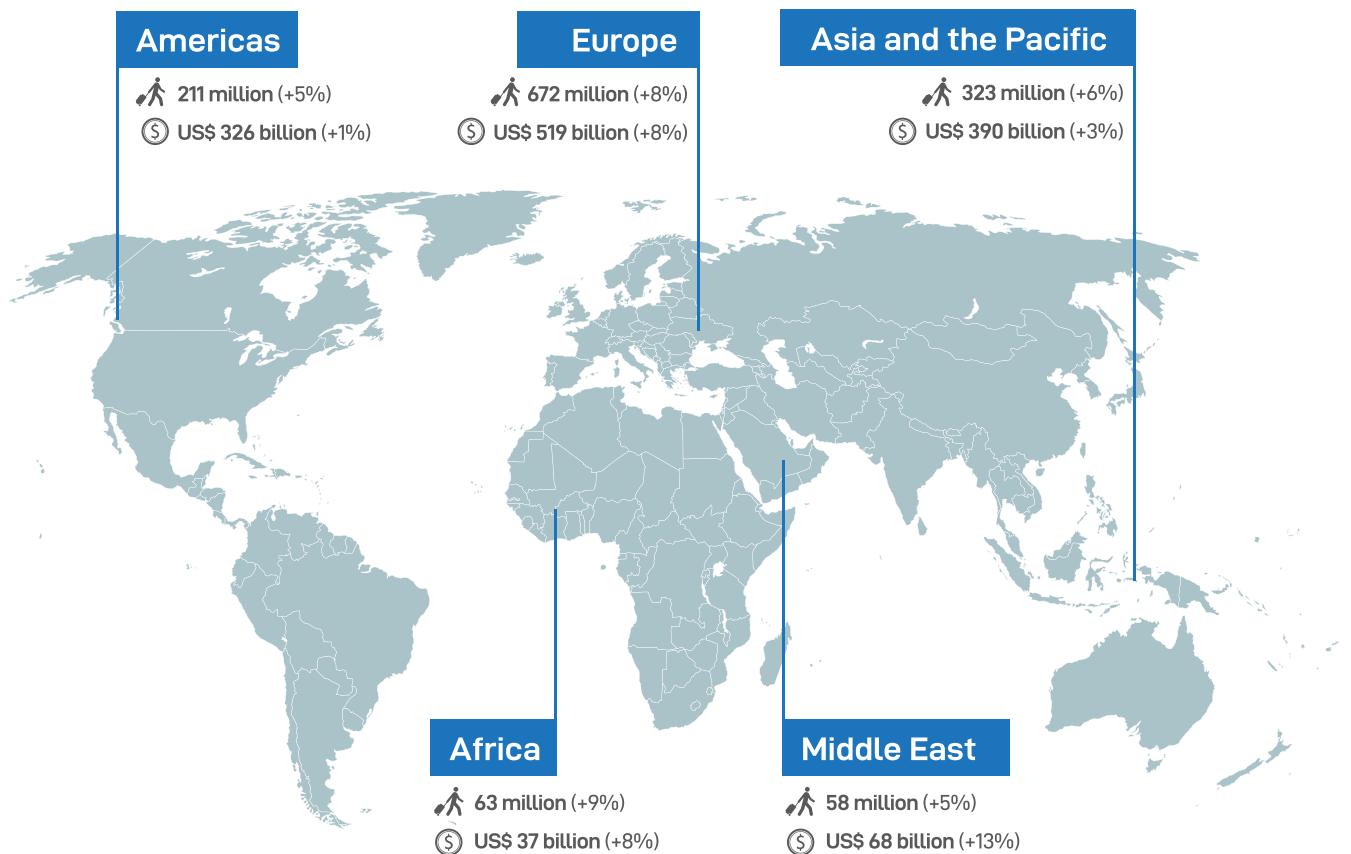 Americas
211 million (+5%)
US$ 326 billion (+1%)
Europe
672 million (+8%)
US$ 519 billion (+8%)
Asia and the Pacific
323 million (+6%)
US$ 390 billion (+3%)
Africa
63 million (+9%)
US$ 37 billion (+8%)
Middle East
58 million (+5%)
US$ 68 billion (+13%)